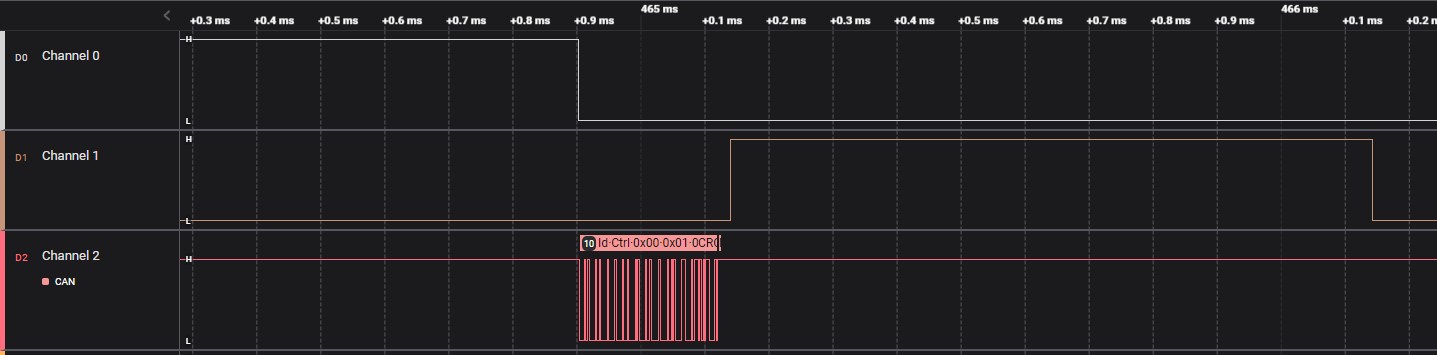 465 ms 466 ms
+0.3 ms +0.4 ms +0.5 ms +0.6 ms +0.7 ms +0.8 ms +0.9 ms +0.1 ms +0.2 ms +0.3 ms +0.4 ms +0.5 ms +0.6 ms +0.7 ms +0.8 ms +0.9 ms +0.1 ms +0.2 m
H
D0 Channel 0
L
H
D1 Channel 1
L
10 Id·Ctrl·0x00·0x01·0CR
D2 Channel 2 H
CAN
L